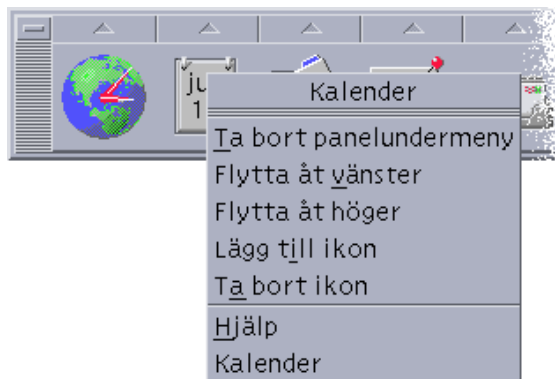 Kalender
Ta bort panelundermeny
Flytta åt vänster
Flytta åt höger
Lägg till ikon
Ta bort ikon
Hjälp
Kalender